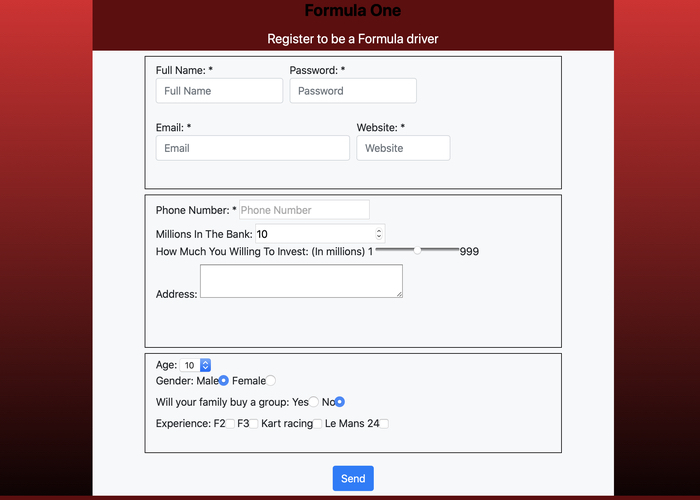 Formula One
Register to be a Formula driver
Full Name: * Password: *
Full Name Password
Email: * Website: *
Email Website
Phone Number: * Phone Number
Millions In The Bank: 10
How Much You Willing To Invest: (In millions) 1 999
Address:
Age: 10
Gender: Male Female
Will your family buy a group: Yes No
Experience: F2 F3 Kart racing Le Mans 24
Send